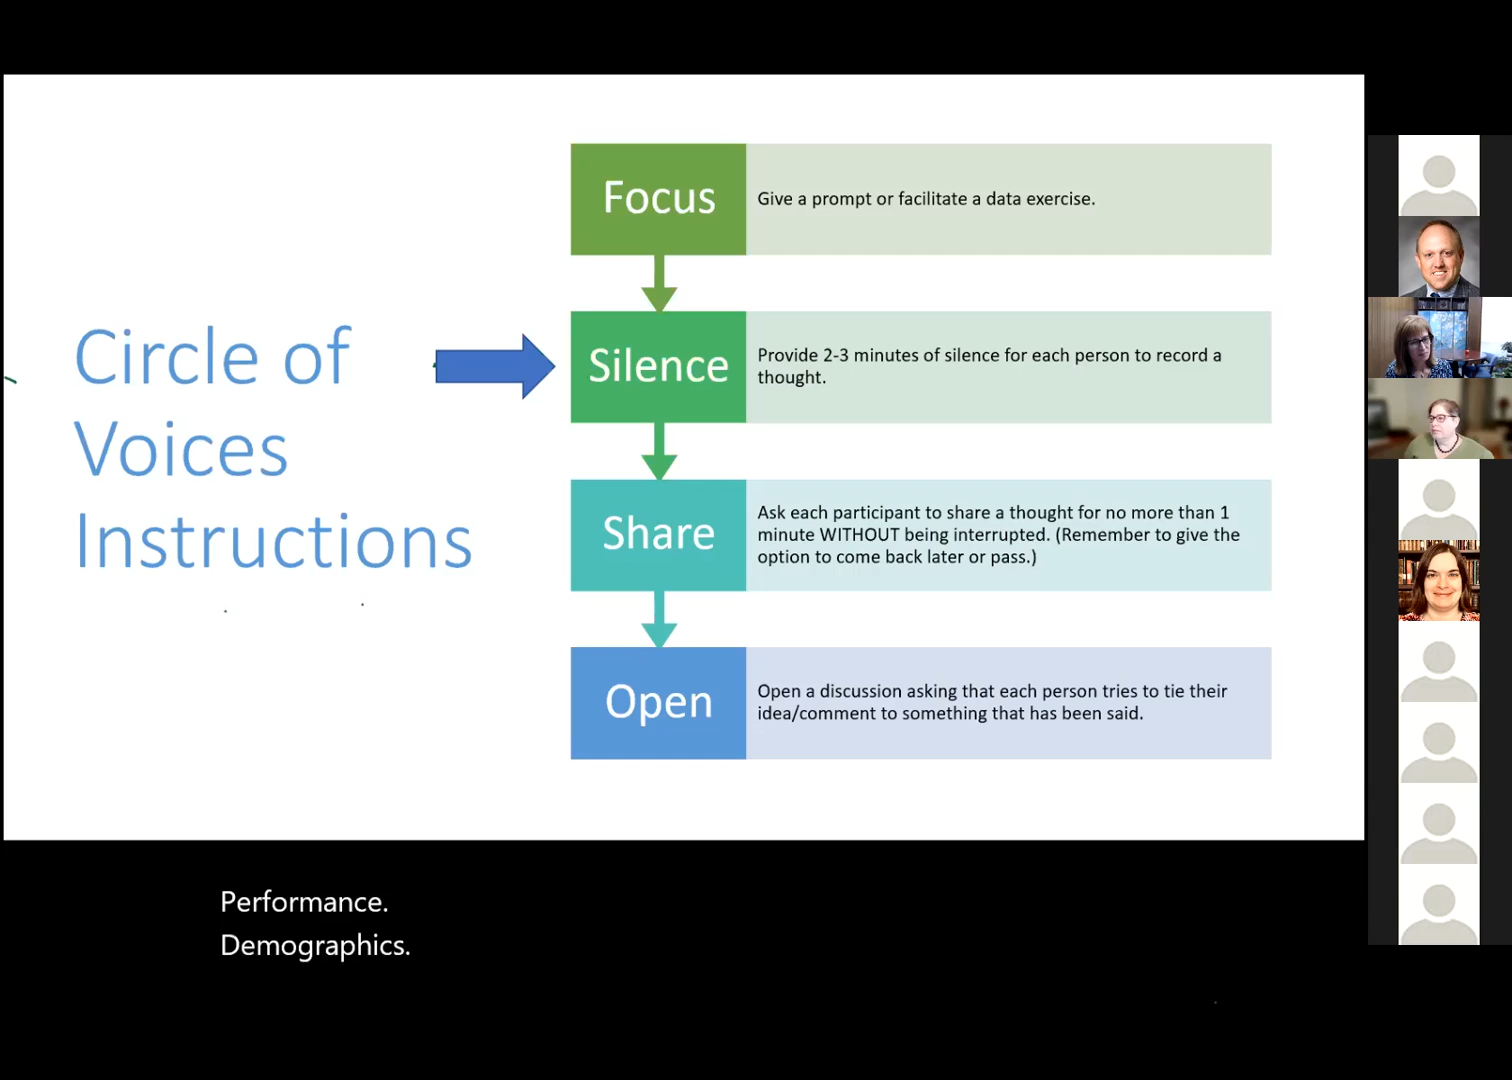 Circle of
Voices
Instructions
Focus
Give a prompt or facilitate a data exercise.
Silence
Provide 2-3 minutes of silence for each person to record a
thought.
Share
Ask each participant to share a thought for no more than 1
minute WITHOUT being interrupted. (Remember to give the
option to come back later or pass.)
Open
Open a discussion asking that each person tries to tie their
idea/comment to something that has been said.
Performance.
Demographics.